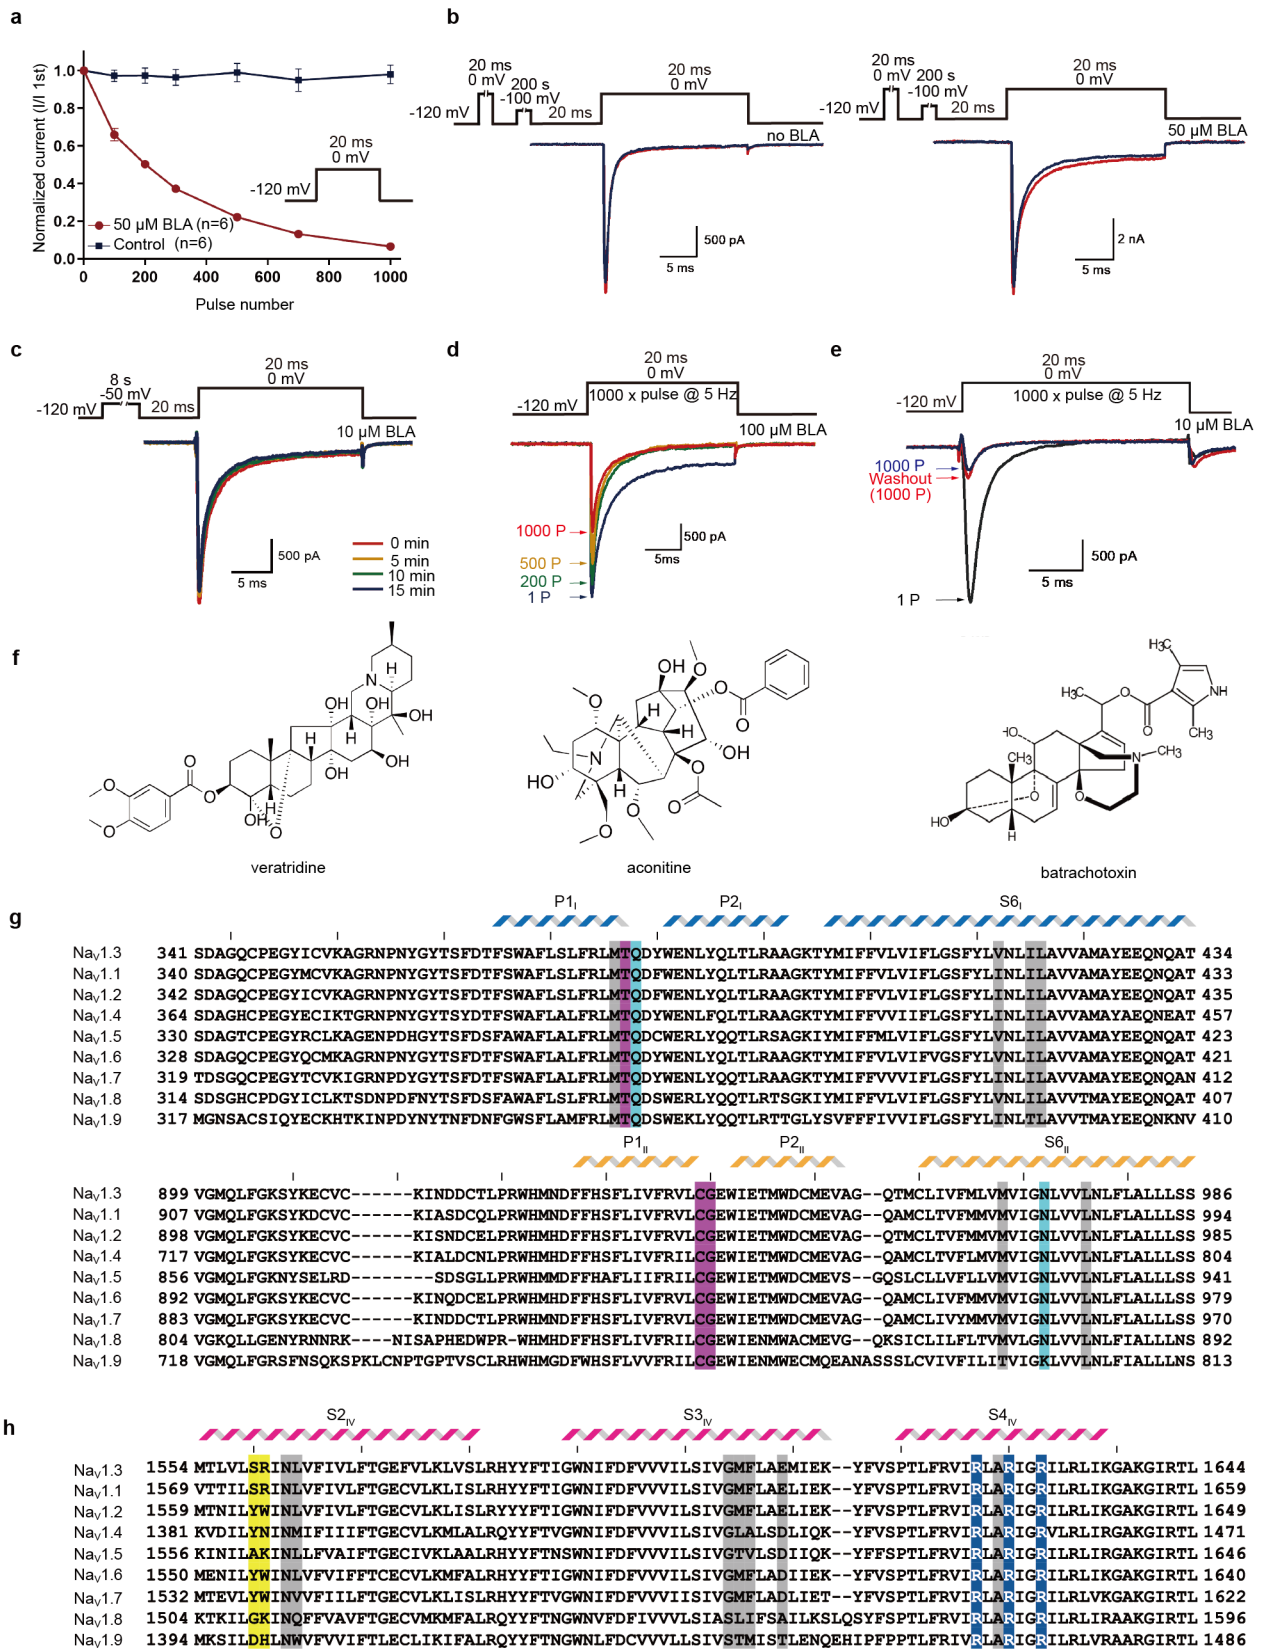 a
1.0
0.8
0.6
0.4
0.2
0.0
Normalized current (I/I 1st)
0 200 400 600 800 1000
Pulse number
20 ms
0 mV
-120 mV
50 µM BLA (n=6)
Control (n=6)
b
20 ms
0 mV
200 s
-100 mV
-120 mV
20 ms
20 ms
0 mV
no BLA
500 pA
5 ms
20 ms
0 mV
200 s
-100 mV
-120 mV
20 ms
20 ms
0 mV
50 µM BLA
2 nA
5 ms
c
8 s
-50 mV
-120 mV
20 ms
20 ms
0 mV
10 µM BLA
500 pA
5 ms
0 min
5 min
10 min
15 min
d
20 ms
0 mV
-120 mV
1000 x pulse @ 5 Hz
100 µM BLA
1000 P
500 P
200 P
1 P
500 pA
5ms
e
20 ms
0 mV
-120 mV
1000 x pulse @ 5 Hz
10 µM BLA
1000 P
Washout
(1000 P)
1 P
500 pA
5 ms
f
veratridine
aconitine
batrachotoxin
g
P1I P2I S6I
NaV1.3 341 SDAGQCPEGYICVKAGRNPNYGYTSFDTFSWAFLSLFRLMTQDYWENLYQLTLRAAGKTYMIFFVLVIFLGSFYLVNLILAVVAMAYEEQNQAT 434
NaV1.1 340 SDAGQCPEGYMCVKAGRNPNYGYTSFDTFSWAFLSLFRLMTQDFWENLYQLTLRAAGKTYMIFFVLVIFLGSFYLINLILAVVAMAYEEQNQAT 433
NaV1.2 342 SDAGQCPEGYICVKAGRNPNYGYTSFDTFSWAFLSLFRLMTQDFWENLYQLTLRAAGKTYMIFFVLVIFLGSFYLINLILAVVAMAYEEQNQAT 435
NaV1.4 364 SDAGHCPEGYECIKTGRNPNYGYTSFDTFSWAFLALFRLMTQDYWENLFQLTLRAAGKTYMIFFVVIIFLGSFYLINLILAVVAMAYAEQNEAT 457
NaV1.5 330 SDAGTCPEGYRCLKAGENPDHGYTSFDSFAWAFLALFRLMTQDCWERLYQQTLRSAGKIYMIFFMLVIFLGSFYLVNLILAVVAMAYEEQNQAT 423
NaV1.6 328 SDAGTCPEGYQCMKAGRNPNYGYTSFDTFSWAFLALFRLMTQDYWENLYQLTLRAAGKTYMIFFVLVIFVGSFYLVNLILAVVAMAYEEQNQAT 421
NaV1.7 319 TDSGQCPEGYTCVKIGRNPDYGYTSFDTFSWAFLALFRLMTQDYWENLYQQTLRAAGKTYMIFFVVVIFLGSFYLINLILAVVAMAYEEQNQAN 412
NaV1.8 314 SDSGHCPDGYICLKTSDNPDFNYTSFDSFAWAFLSLFRLMTQDSWERLYQQTLRTSGKIYMIFFVLVIFLGSFYLVNLILAVVTMAYEEQNQAT 407
NaV1.9 317 MGNSACSIQYECKHTKINPDYNYTNFDNFGWSFLAMFRLMTQDSWEKLYQQTLRTTGLYSVFFFIVVIFLGSFYLINLTLAVVTMAYEEQNKNV 410
P1II P2II S6II
NaV1.3 899 VGMQLFGKSYKECVC------KINDDCTLPRWHMNDFFHSFLIVFRVLCGEWIETMWDCMEVAG--QTMCLIVFMLVMVIGNLVVLNLFLALLLSS 986
NaV1.1 907 VGMQLFGKSYKDCVC------KIASDCQLPRWHMNDFFHSFLIVFRVLCGEWIETMWDCMEVAG--QAMCLTVFMMVMVIGNLVVLNLFLALLLSS 994
NaV1.2 898 VGMQLFGKSYKECVC------KISNDCELPRWHMHDFFHSFLIVFRVLCGEWIETMWDCMEVAG--QTMCLTVFMMVMVIGNLVVLNLFLALLLSS 985
NaV1.4 717 VGMQLFGKSYKECVC------KIALDCNLPRWHMHDFFHSFLIVFRILCGEWIETMWDCMEVAG--QAMCLTVFLMVMVIGNLVVLNLFLALLLSS 804
NaV1.5 856 VGMQLFGKNYSELRD--------SDSGLLPRWHMMDFFHAFLIIFRILCGEWIETMWDCMEVS--GQSLCLLVFLLVMVIGNLVVLNLFLALLLSS 941
NaV1.6 892 VGMQLFGKSYKECVC------KINQDCELPRWHMHDFFHSFLIVFRVLCGEWIETMWDCMEVAG--QAMCLIVFMMVMVIGNLVVLNLFLALLLSS 979
NaV1.7 883 VGMQLFGKSYKECVC------KINDDCTLPRWHMNDFFHSFLIVFRVLCGEWIETMWDCMEVAG--QAMCLIVYMMVMVIGNLVVLNLFLALLLSS 970
NaV1.8 804 VGKQLLGENYRNNRK----NISAPHEDWPR-WHMHDFFHSFLIVFRILCGEWIENMWACMEVG--QKSICLILFLTVMVLGNLVVLNLFIALLLNS 892
NaV1.9 718 VGMQLFGRSFNSQKSPKLCNPTGPTVSCLRHWHMGDFWHSFLVVFRILCGEWIENMWECMQEANASSSLCVIVFILITVIGKLVVLNLFIALLLNS 813
h
S2IV S3IV S4IV
NaV1.3 1554 MTLVLSRINLVFIVLFTGEFVLKLVSLRHYYFTIGWNIFDFVVVILSIVGMFLAEMIEK--YFVSPTLFRVIRLARIGRILRLIKGAKGIRTL 1644
NaV1.1 1569 VTTILSRINLVFIVLFTGECVLKLISLRHYYFTIGWNIFDFVVVILSIVGMFLAELIEK--YFVSPTLFRVIRLARIGRILRLIKGAKGIRTL 1659
NaV1.2 1559 MTNILYWINLVFIVLFTGECVLKLISLRHYYFTIGWNIFDFVVVILSIVGMFLAELIEK--YFVSPTLFRVIRLARIGRILRLIKGAKGIRTL 1649
NaV1.4 1381 KVDILYNINMIFIIIFTGECVLKMLALRQYYFTVGWNIFDFVVVILSIVGLALSDLIQK--YFVSPTLFRVIRLARIGRVLRLIRGAKGIRTL 1471
NaV1.5 1556 KINILAKINLLFVAIFTGECIVKLAALRHYYFTNSWNIFDFVVVILSIVGTVLSDIIQK--YFFSPTLFRVIRLARIGRILRLIRGAKGIRTL 1646
NaV1.6 1550 MENILYWINLVFVIFFTCECVLKMFALRHYYFTIGWNIFDFVVVILSIVGMFLADIIEK--YFVSPTLFRVIRLARIGRILRLIKGAKGIRTL 1640
NaV1.7 1532 MTEVLYWINVVFIILFTGECVLKLISLRHYYFTVGWNIFDFVVVIISIVGMFLADLIET--YFVSPTLFRVIRLARIGRILRLVKGAKGIRTL 1622
NaV1.8 1504 KTKILGKINQFFVAVFTGECVMKMFALRQYYFTNGWNVFDFIVVVLSIASLIFSAILKSLQSYFSPTLFRVIRLARIGRILRLIRAAKGIRTL 1596
NaV1.9 1394 MKSILDHLNWVFVVIFTLECLIKIFALRQYYFTNGWNLFDCVVVLLSIVSTMISTLENQEHIPFPPTLFRIVRLARIGRILRLVRAARGIRTL 1486